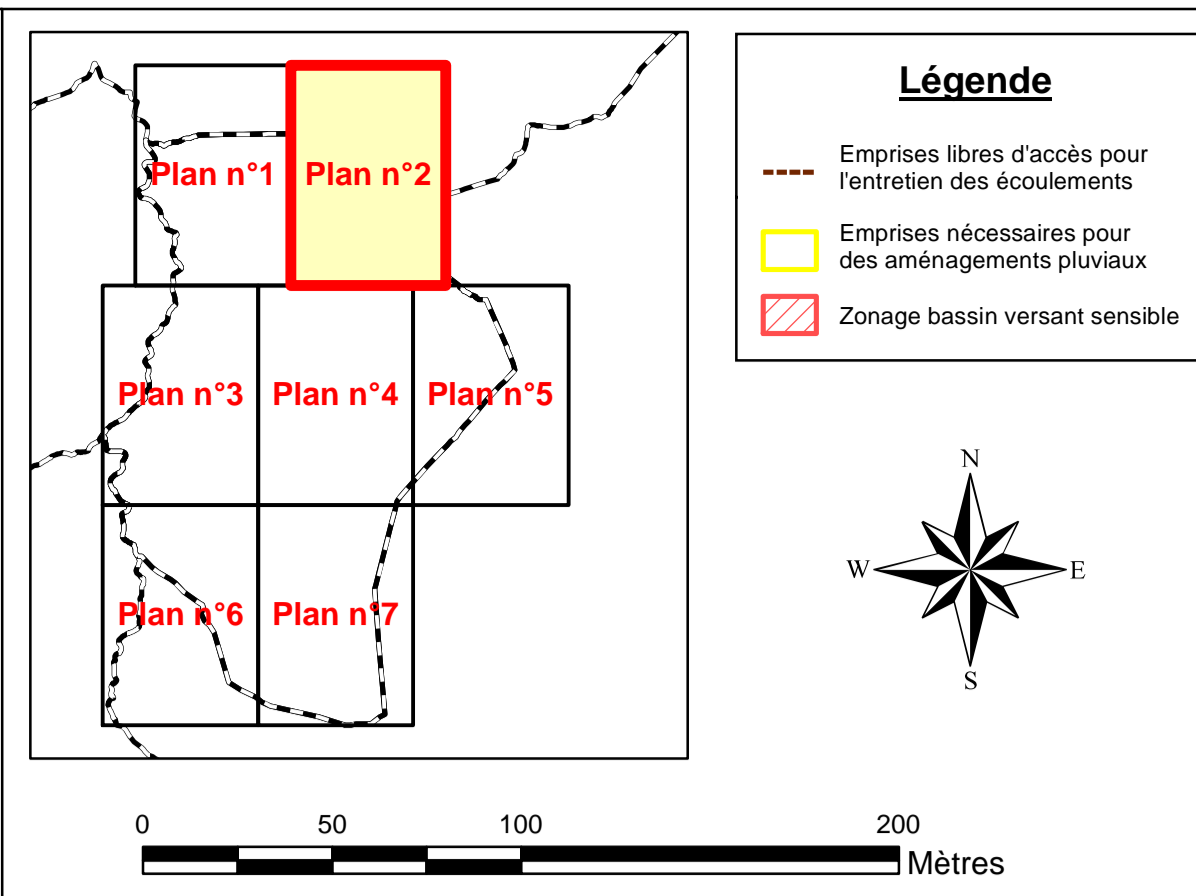 Plan n°1
Plan n°2
Plan n°3
Plan n°4
Plan n°5
Plan n°6
Plan n°7
Légende
Emprises libres d'accès pour
l'entretien des écoulements
Emprises nécessaires pour
des aménagements pluviaux
Zonage bassin versant sensible
N
W
E
S
0 50 100 200
Mètres